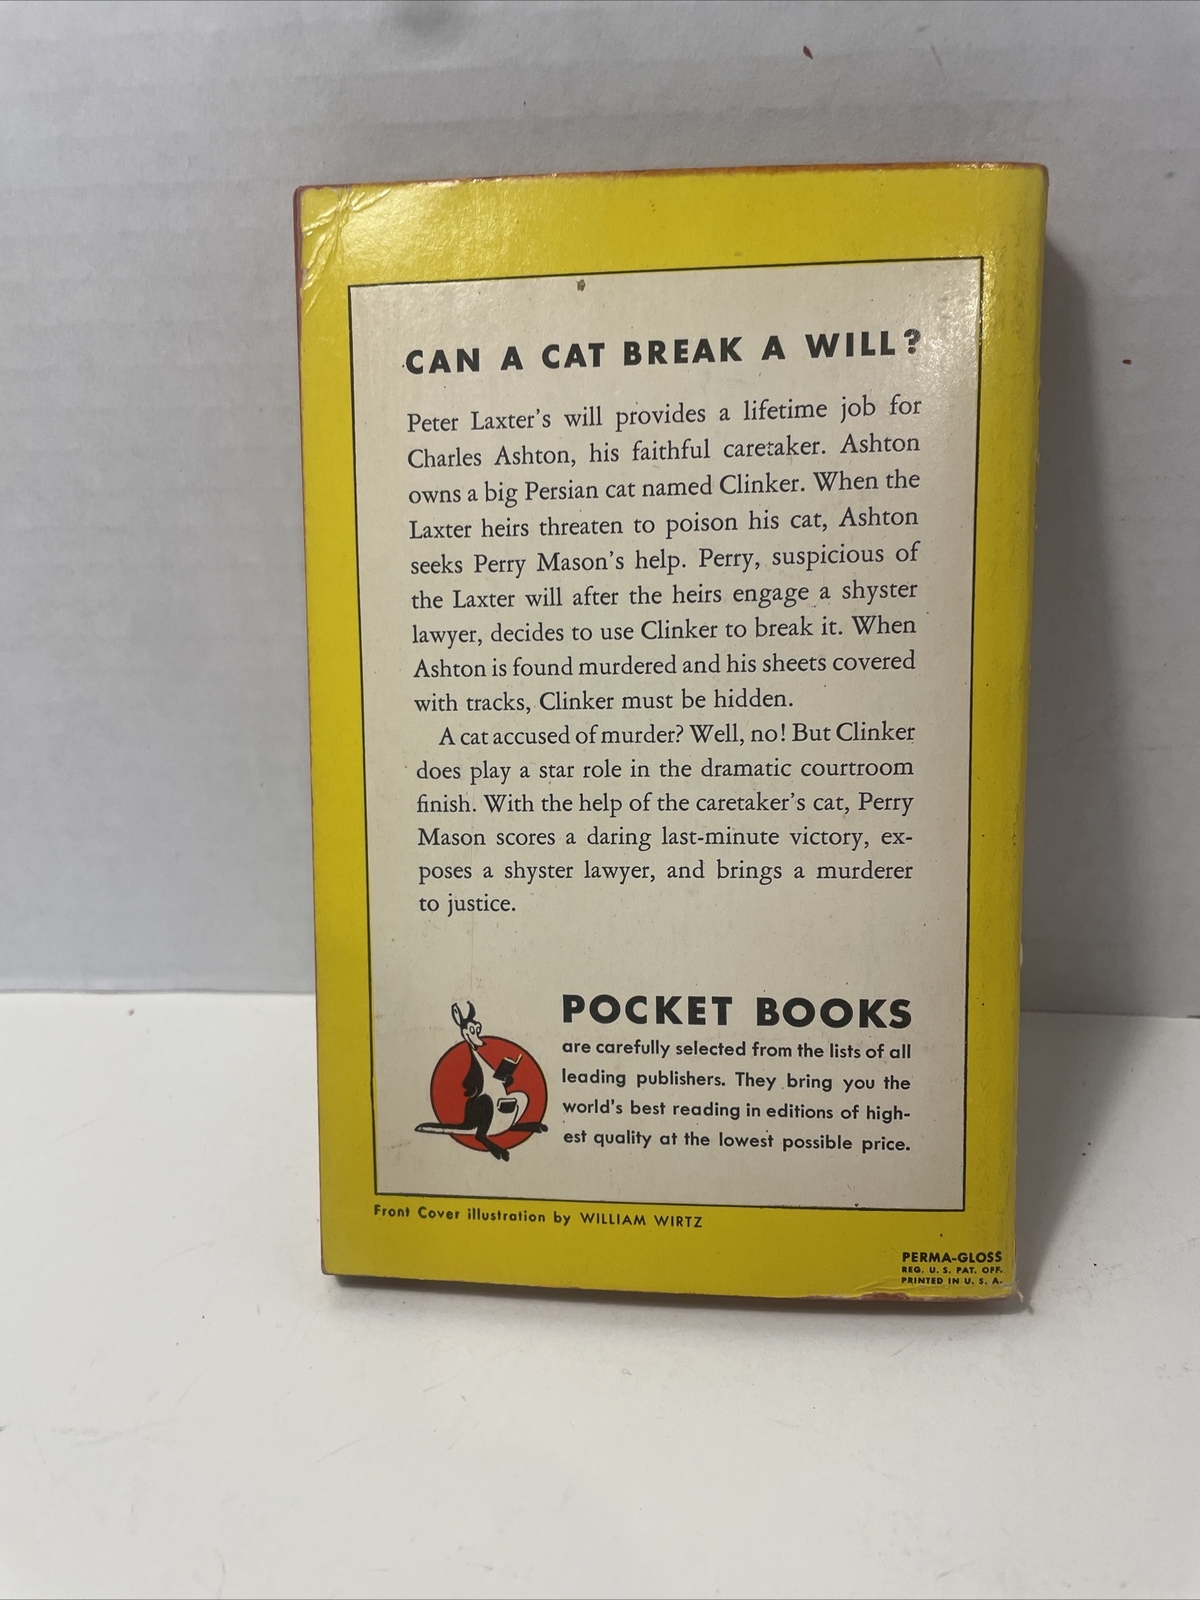 CAN A CAT BREAK A WILL?
Peter Laxter's will provides a lifetime job for
Charles Ashton, his faithful caretaker. Ashton
owns a big Persian cat named Clinker. When the
Laxter heirs threaten to poison his cat, Ashton
seeks Perry Mason's help. Perry, suspicious of
the Laxter will after the heirs engage a shyster
lawyer, decides to use Clinker to break it. When
Ashton is found murdered and his sheets covered
with tracks, Clinker must be hidden.
A cat accused of murder? Well, no! But Clinker
does play a star role in the dramatic courtroom
finish. With the help of the caretaker's cat, Perry
Mason scores a daring last-minute victory, ex-
poses a shyster lawyer, and brings a murderer
to justice.
POCKET BOOKS
are carefully selected from the lists of all
leading publishers. They bring you the
world's best reading in editions of high-
est quality at the lowest possible price.
Front Cover illustration by WILLIAM WIRTZ
PERMA-GLOSS
REG. U. S. PAT. OFF.
PRINTED IN U. S. A.